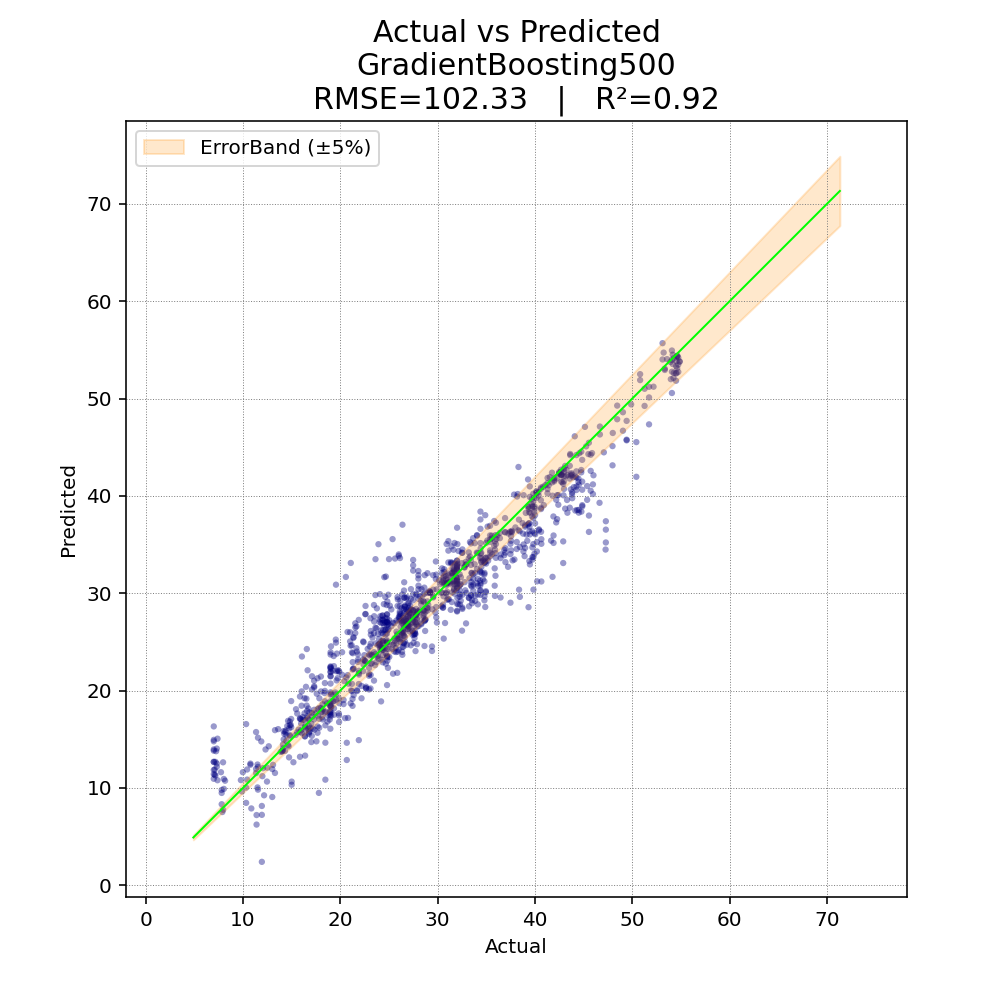 Actual vs Predicted
GradientBoosting500
RMSE=102.33 | R²=0.92
ErrorBand (±5%)
70
60
50
40
30
20
10
0
Predicted
0 10 20 30 40 50 60 70
Actual